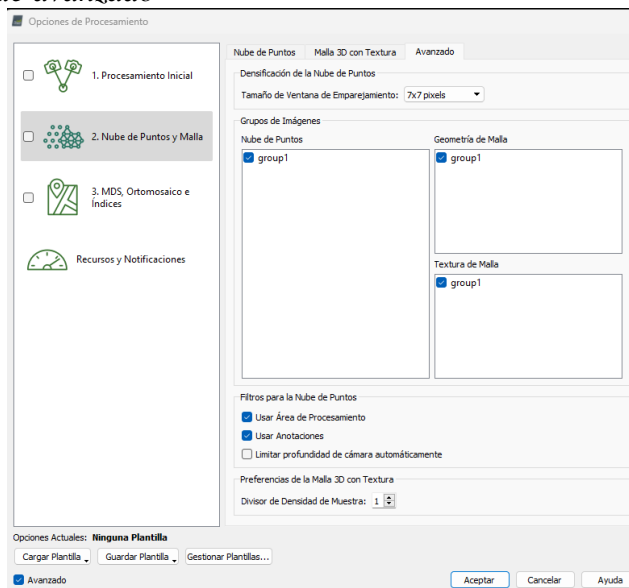 Opciones de Procesamiento
1. Procesamiento Inicial
2. Nube de Puntos y Malla
3. MDS, Ortomosaico e
Índices
Recursos y Notificaciones
Nube de Puntos
Malla 3D con Textura
Avanzado
Densificación de la Nube de Puntos
Tamaño de Ventana de Emparejamiento: 7x7 pixels
Grupos de Imágenes
Nube de Puntos
group1
Geometría de Malla
group1
Textura de Malla
group1
Filtros para la Nube de Puntos
Usar Área de Procesamiento
Usar Anotaciones
Limitar profundidad de cámara automáticamente
Preferencias de la Malla 3D con Textura
Divisor de Densidad de Muestra: 1
Opciones Actuales: Ninguna Plantilla
Cargar Plantilla
Guardar Plantilla
Gestionar Plantillas...
Avanzado
Aceptar
Cancelar
Ayuda